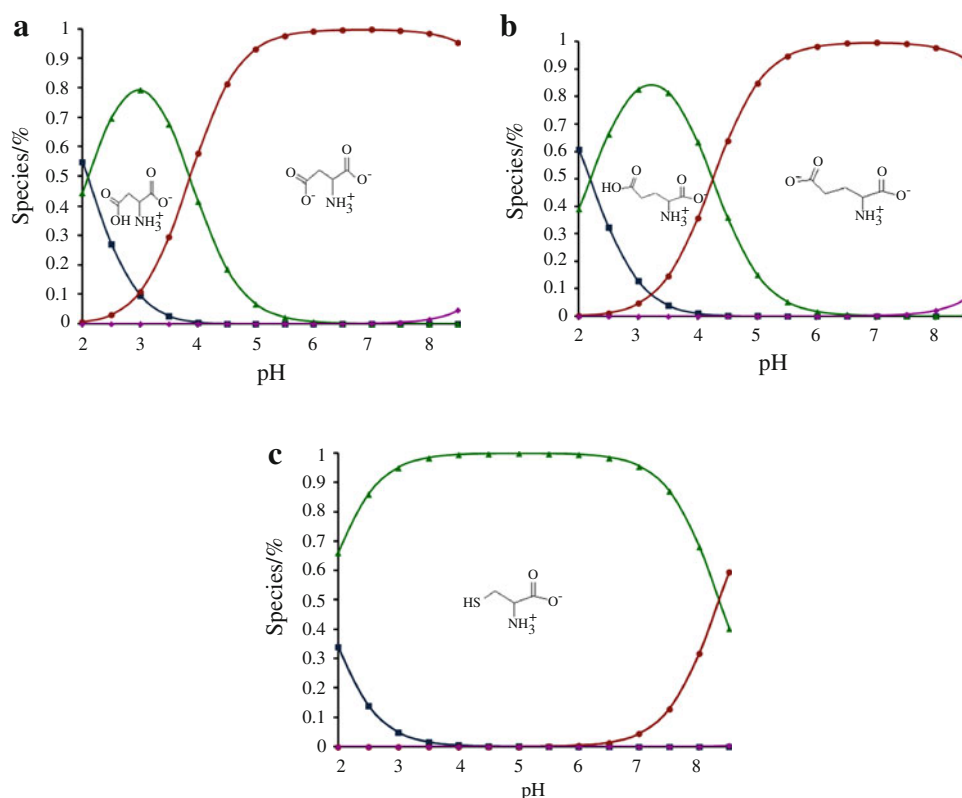 a
Species/%
1
0.9
0.8
0.7
0.6
0.5
0.4
0.3
0.2
0.1
0
2 3 4 5 6 7 8
pH
O O
O⁻
OH NH₃⁺
O O
O⁻
O⁻ NH₃⁺
b
Species/%
1
0.9
0.8
0.7
0.6
0.5
0.4
0.3
0.2
0.1
0
2 3 4 5 6 7 8
pH
O O
HO O⁻
NH₃⁺
O O
O⁻ O⁻
NH₃⁺
c
Species/%
1
0.9
0.8
0.7
0.6
0.5
0.4
0.3
0.2
0.1
0
2 3 4 5 6 7 8
pH
O
HS O⁻
NH₃⁺